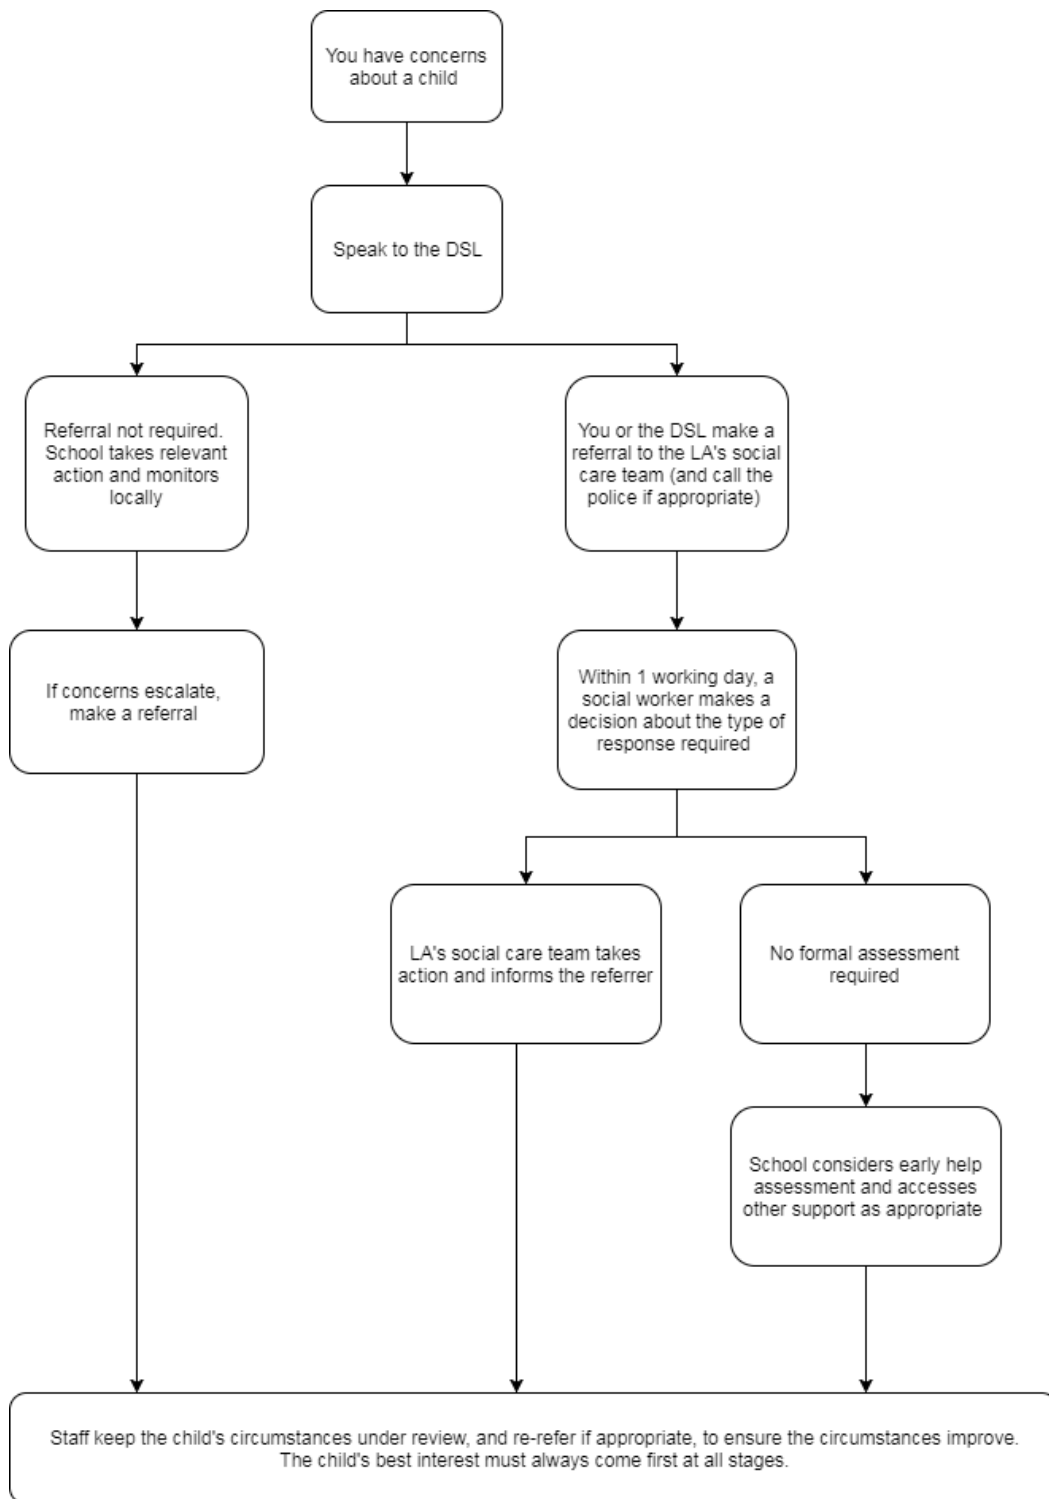 You have concerns
about a child
Speak to the DSL
Referral not required.
School takes relevant
action and monitors
locally
You or the DSL make a
referral to the LA's social
care team (and call the
police if appropriate)
If concerns escalate,
make a referral
Within 1 working day, a
social worker makes a
decision about the type of
response required
LA's social care team takes
action and informs the referrer
No formal assessment
required
School considers early help
assessment and accesses
other support as appropriate
Staff keep the child's circumstances under review, and re-refer if appropriate, to ensure the circumstances improve.
The child's best interest must always come first at all stages.